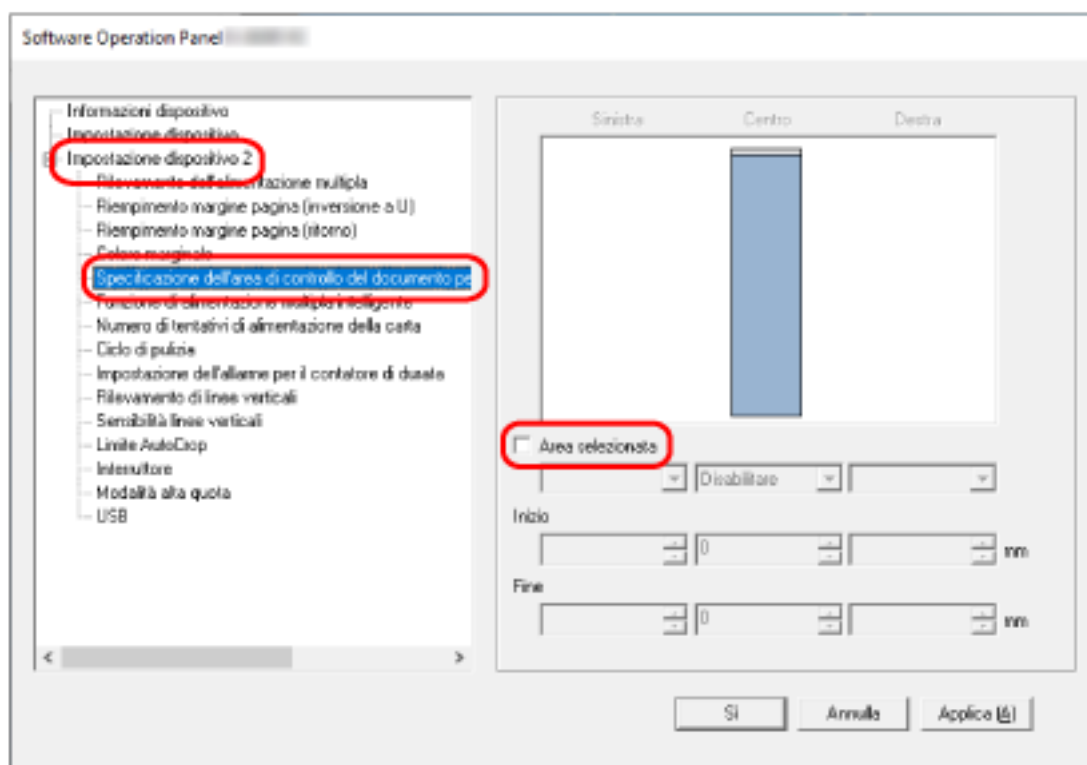 Software Operation Panel
Informazioni dispositivo
Impostazione dispositivo
Impostazione dispositivo 2
Rilevamento dell'alimentazione multipla
Riempimento margine pagina (inversione a U)
Riempimento margine pagina (ritorno)
Colore marginale
Specificazione dell'area di controllo del documento pe
Funzione di alimentazione multipla intelligente
Numero di tentativi di alimentazione della carta
Ciclo di pulizia
Impostazione dell'allarme per il contatore di durata
Rilevamento di linee verticali
Sensibilità linee verticali
Limite AutoCrop
Interruttore
Modalità alta quota
USB
Sinistra Centro Destra
Area selezionata
Disabilitare
Inizio
0 mm
Fine
0 mm
Sì Annulla Applica (A)